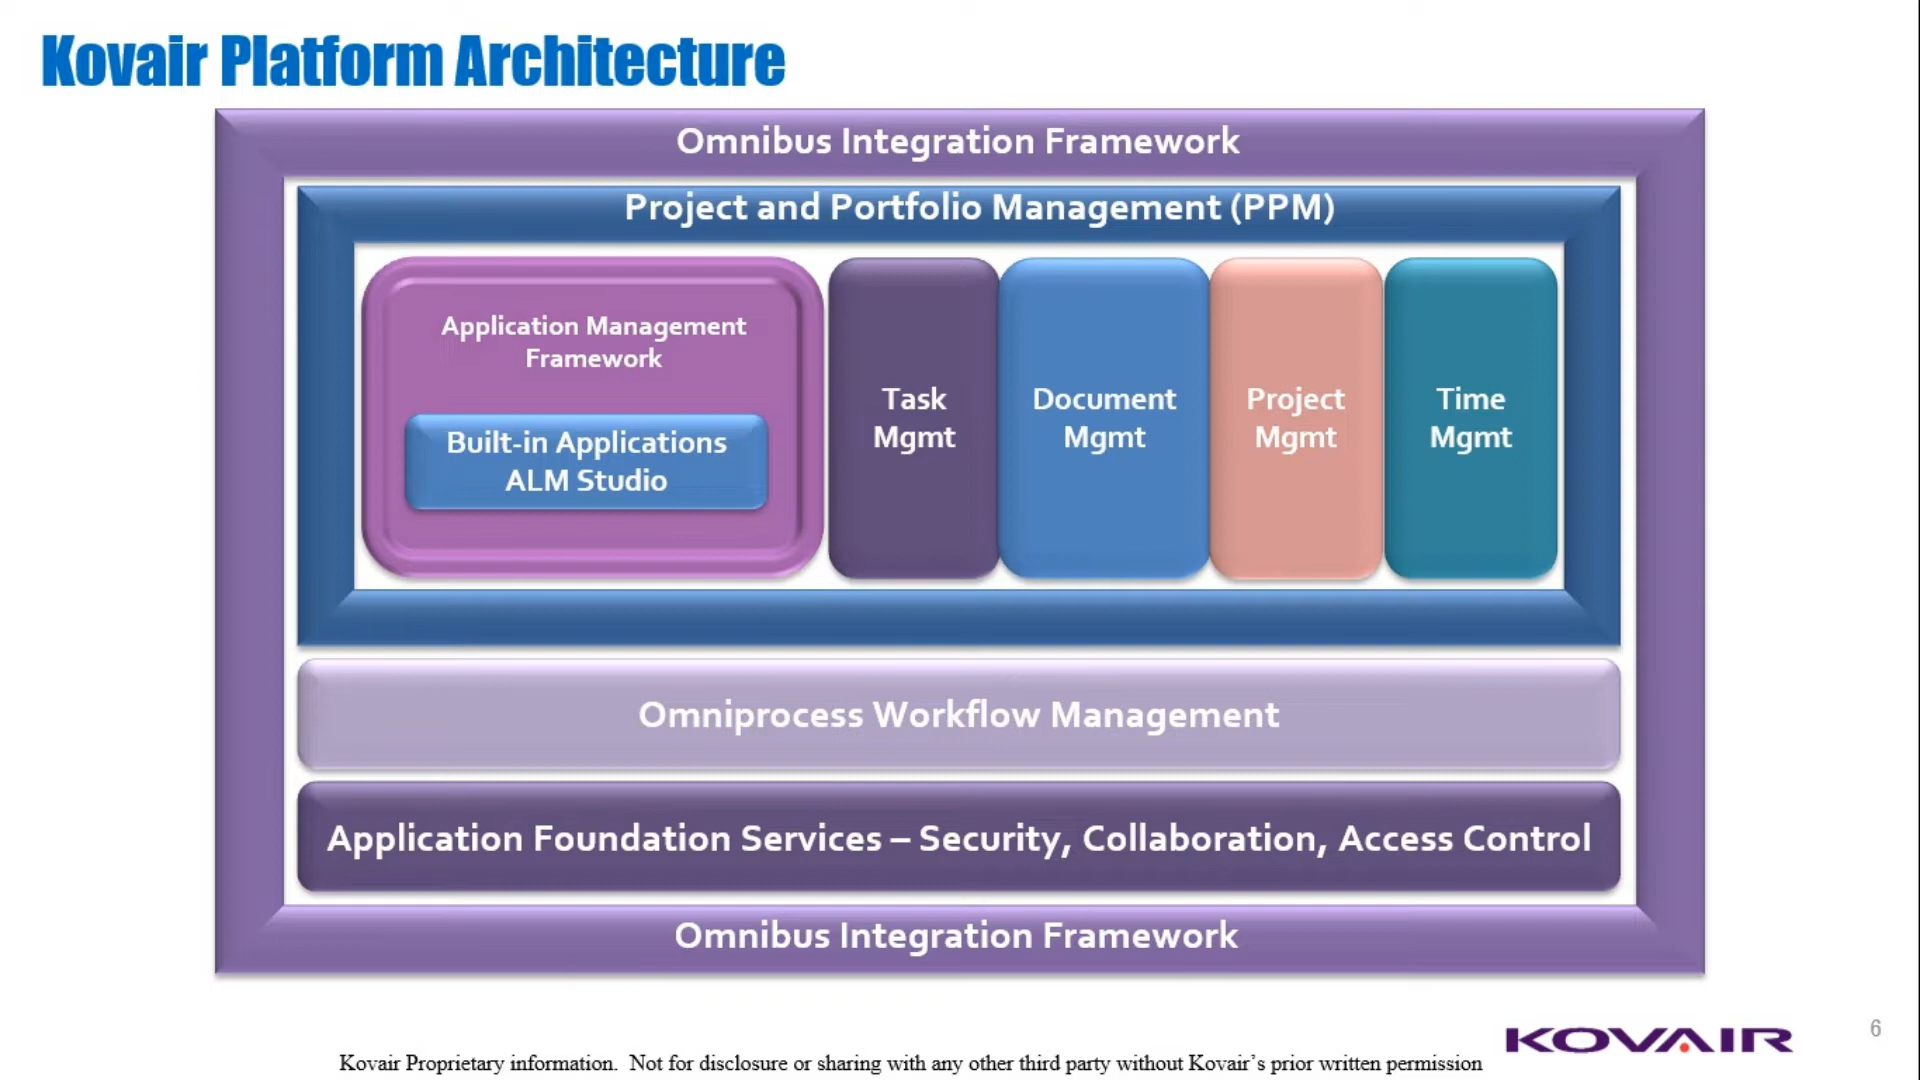 Kovair Platform Architecture
Omnibus Integration Framework
Project and Portfolio Management (PPM)
Application Management
Framework
Built-in Applications
ALM Studio
Task
Mgmt
Document
Mgmt
Project
Mgmt
Time
Mgmt
Omniprocess Workflow Management
Application Foundation Services – Security, Collaboration, Access Control
Omnibus Integration Framework
KOVAIR
6
Kovair Proprietary information.  Not for disclosure or sharing with any other third party without Kovair’s prior written permission